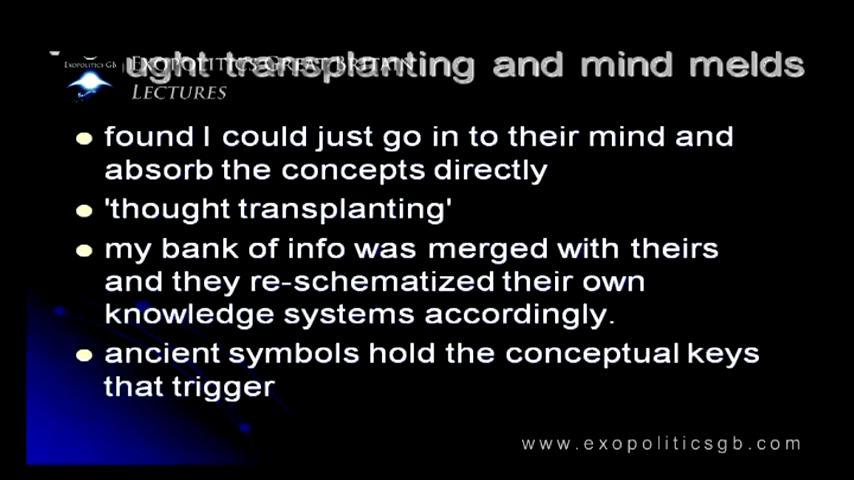 ught transplanting and mind melds
EXOPOLITICS GB
EXOPOLITICS GREAT BRITAIN
LECTURES
found I could just go in to their mind and
absorb the concepts directly
'thought transplanting'
my bank of info was merged with theirs
and they re-schematized their own
knowledge systems accordingly.
ancient symbols hold the conceptual keys
that trigger
www.exopoliticsgb.com